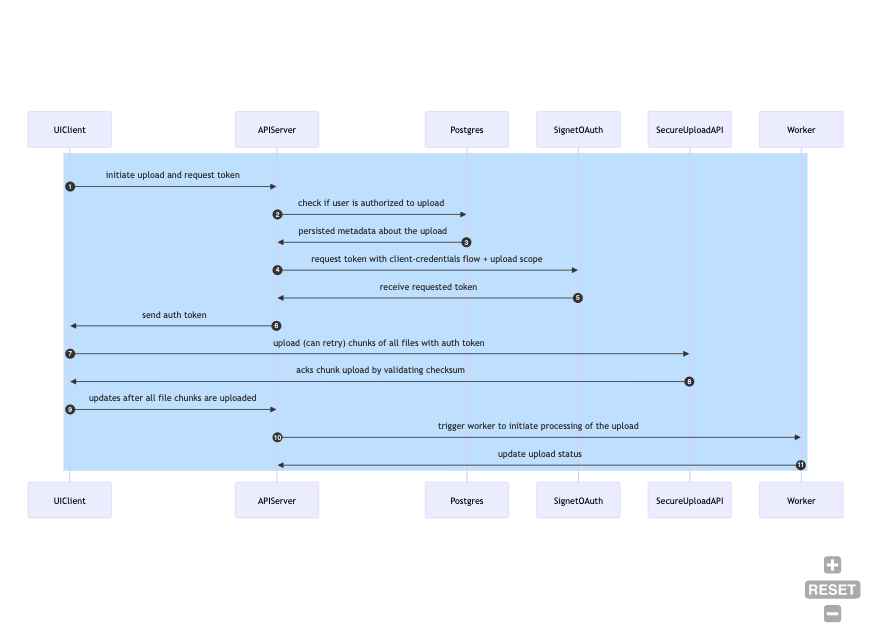 UIClient APIServer Postgres SignetOAuth SecureUploadAPI Worker
initiate upload and request token
1
check if user is authorized to upload
2
persisted metadata about the upload
3
request token with client-credentials flow + upload scope
4
receive requested token
5
send auth token
6
upload (can retry) chunks of all files with auth token
7
acks chunk upload by validating checksum
8
updates after all file chunks are uploaded
9
trigger worker to initiate processing of the upload
10
update upload status
11
UIClient APIServer Postgres SignetOAuth SecureUploadAPI Worker
RESET